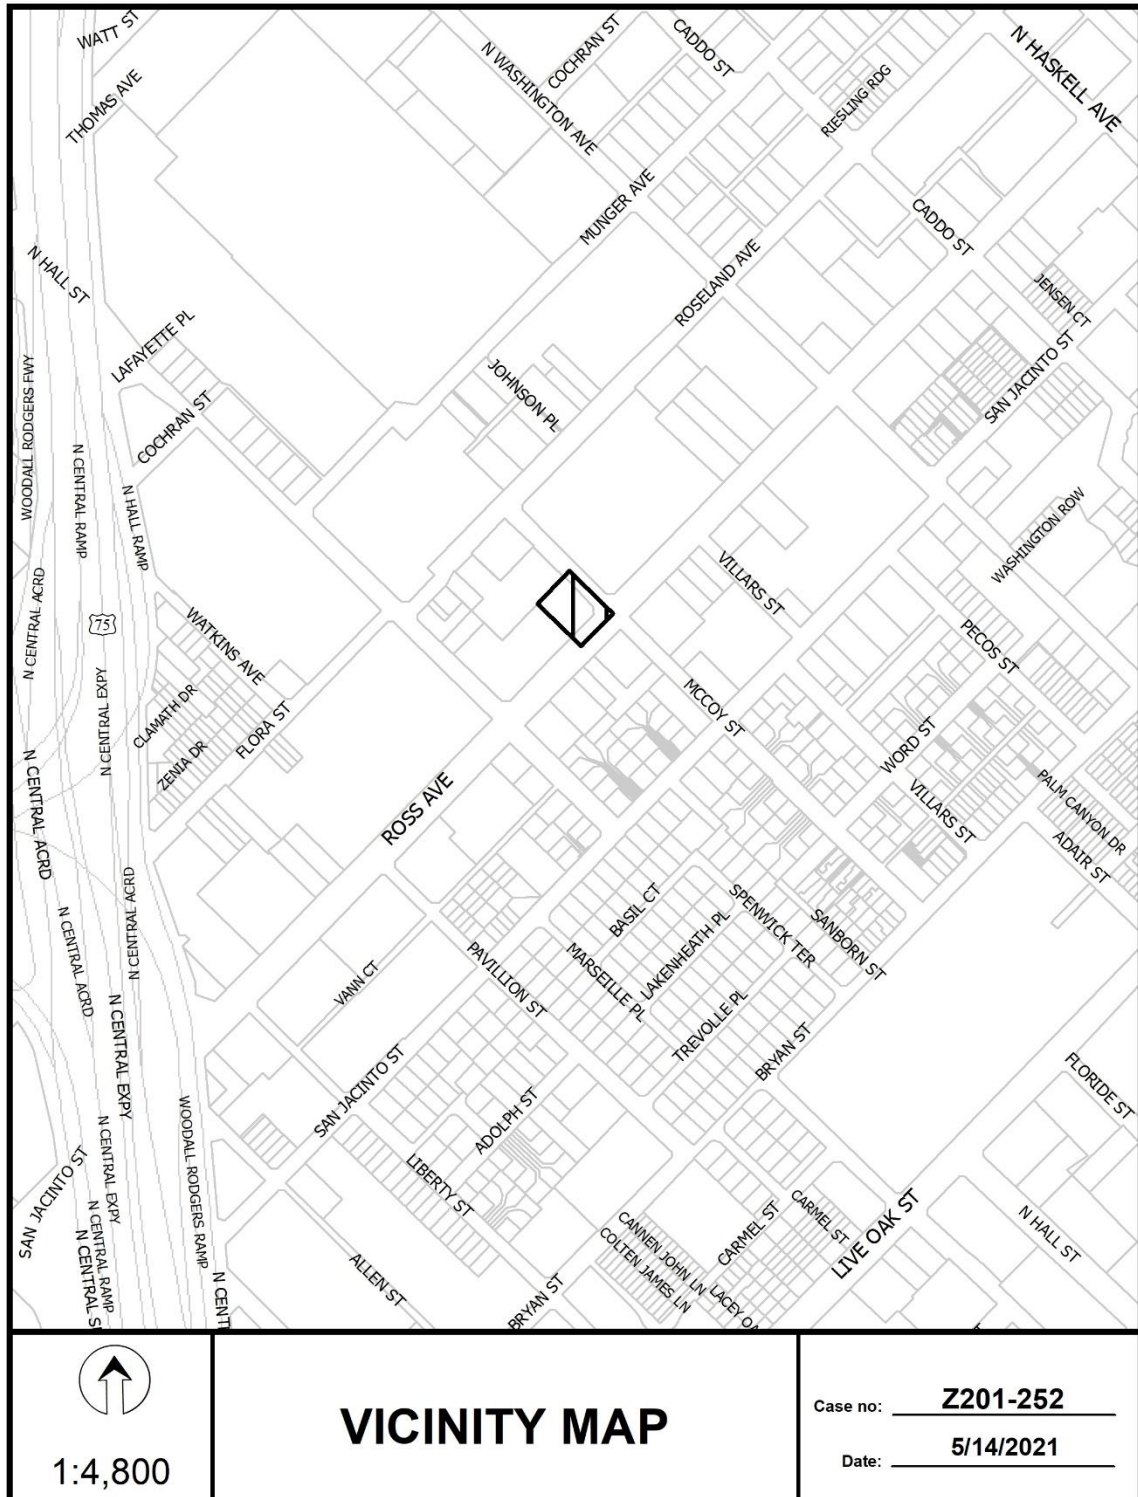 WATT ST
THOMAS AVE
N WASHINGTON AVE
COCHRAN ST
CADDO ST
N HASKELL AVE
RIESLING RDG
MUNGER AVE
CADDO ST
N HALL ST
ROSELAND AVE
JENSEN CT
LAFAYETTE PL
JOHNSON PL
SAN JACINTO ST
COCHRAN ST
WOODALL RODGERS FWY
N CENTRAL RAMP
N HALL RAMP
WASHINGTON ROW
VILLARS ST
N CENTRAL ACRD
75
WATKINS AVE
PECOS ST
CLAMATH DR
MCCOY ST
N CENTRAL EXPY
FLORA ST
WORD ST
ZENIA DR
N CENTRAL ACRD
ROSS AVE
VILLARS ST
PALM CANYON DR
ADAIR ST
N CENTRAL ACRD
BASIL CT
SPENWICK TER
SANBORN ST
LAKENHEATH PL
N CENTRAL ACRD
PAVILLION ST
MARSEILLE PL
VANN CT
TREVOLLE PL
N CENTRAL EXPY
BRYAN ST
SAN JACINTO ST
FLORIDE ST
ADOLPH ST
WOODALL RODGERS RAMP
N CENTRAL EXPY
LIBERTY ST
SAN JACINTO ST
CARMEL ST
CARMEL ST
LIVE OAK ST
N HALL ST
CANNEN JOHN LN
COLTEN JAMES LN
N CENTRAL RAMP
N CENTRAL S
ALLEN ST
LACEY OA
BRYAN ST
N CENT
1:4,800
VICINITY MAP
Case no: Z201-252
Date: 5/14/2021